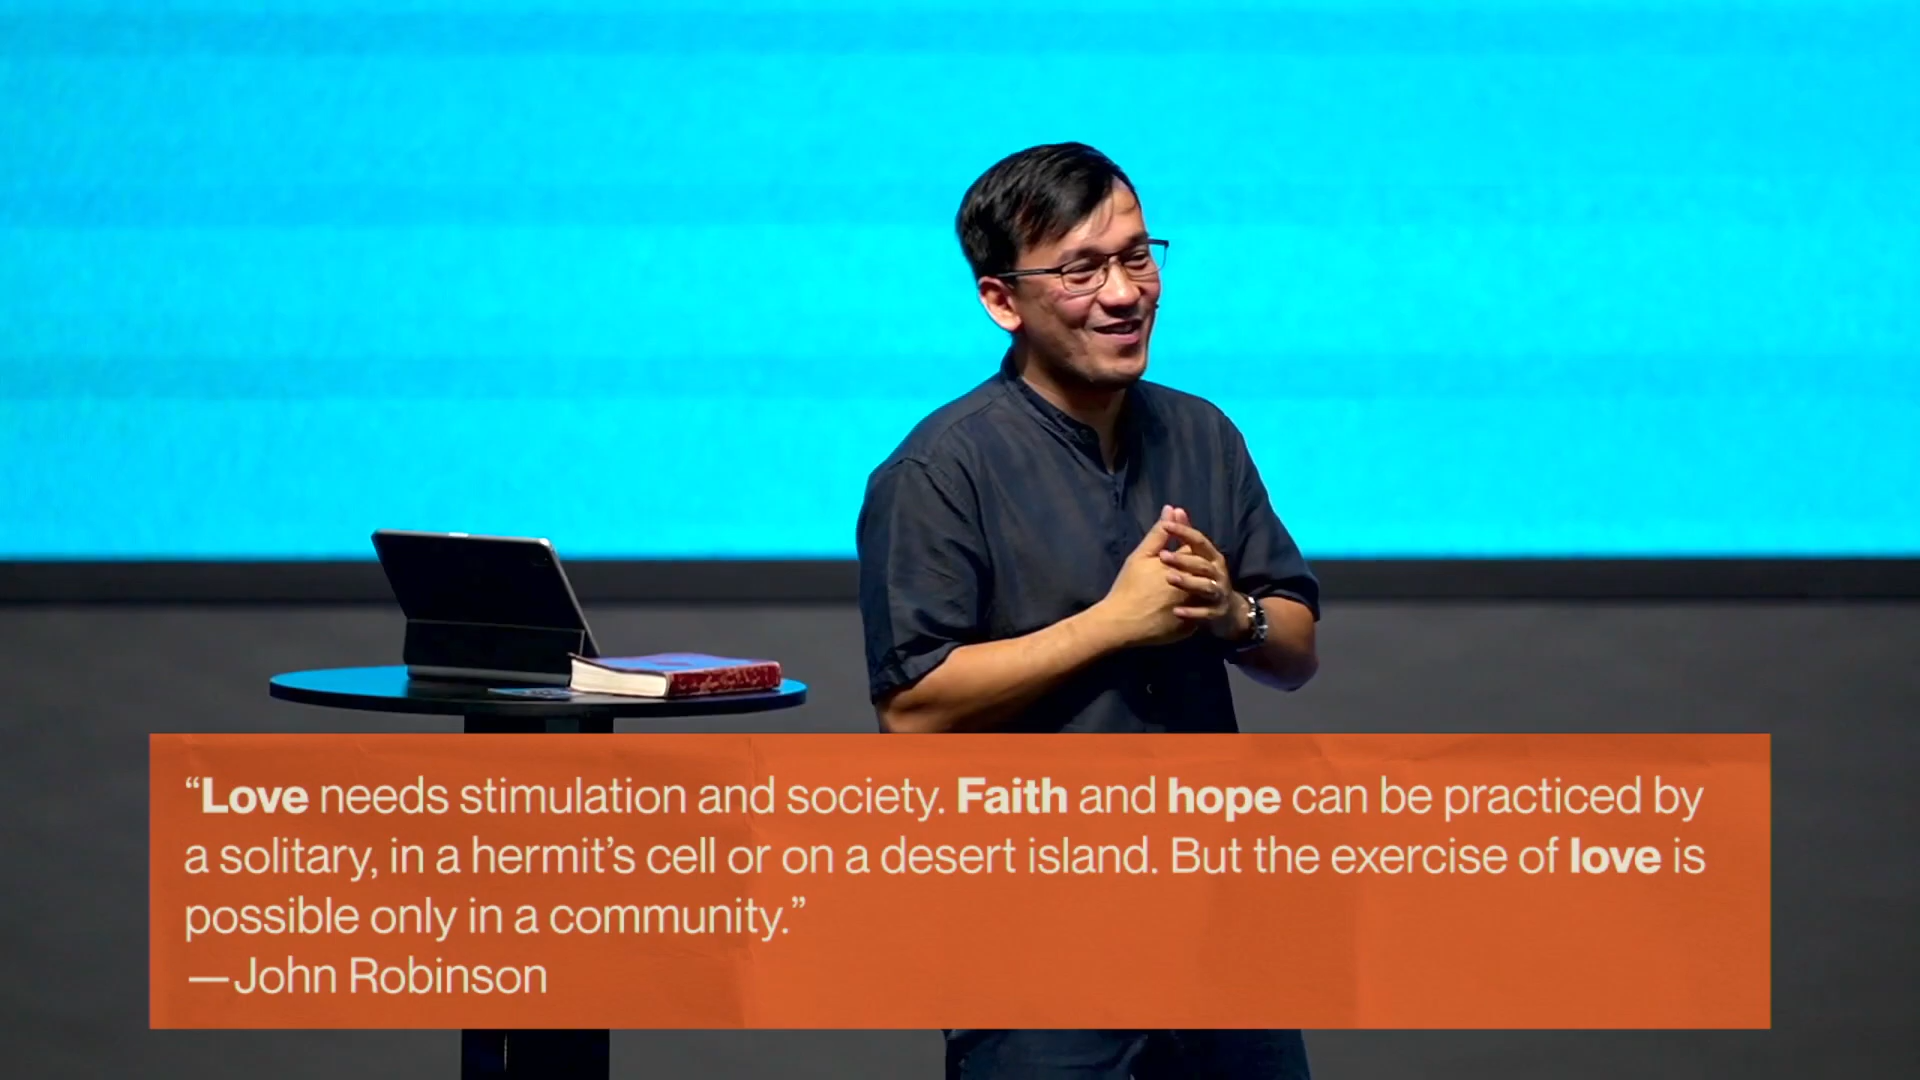 “Love needs stimulation and society. Faith and hope can be practiced by
a solitary, in a hermit’s cell or on a desert island. But the exercise of love is
possible only in a community.”
—John Robinson